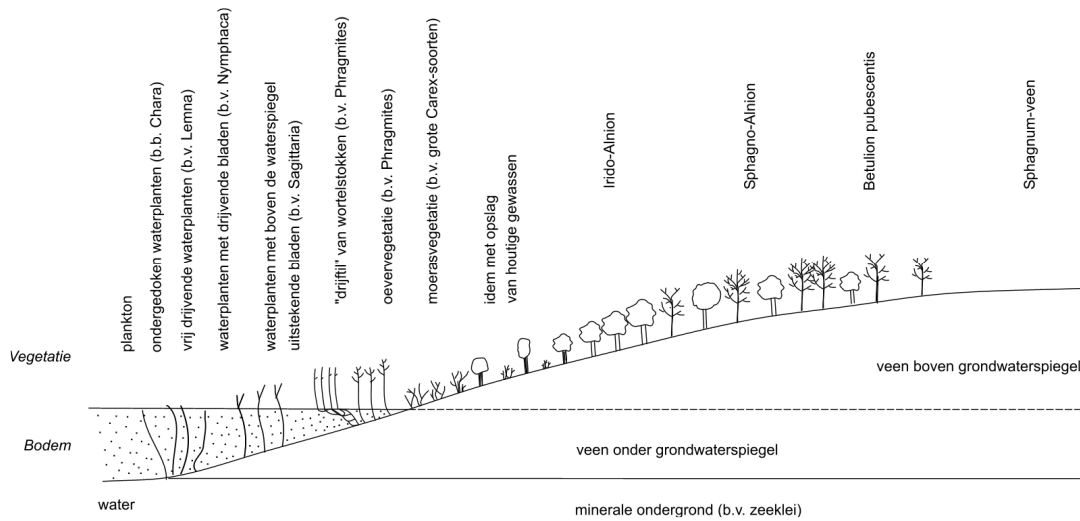 plankton
ondergedoken waterplanten (b.b. Chara)
vrij drijvende waterplanten (b.v. Lemna)
waterplanten met drijvende bladen (b.v. Nymphaca)
waterplanten met boven de waterspiegel
uitstekende bladen (b.v. Sagittaria)
"drijftil" van wortelstokken (b.v. Phragmites)
oevervegetatie (b.v. Phragmites)
moerasvegetatie (b.v. grote Carex-soorten)
idem met opslag
van houtige gewassen
Irido-Alnion
Sphagno-Alnion
Betulion pubescentis
Sphagnum-veen
Vegetatie
veen boven grondwaterspiegel
Bodem
veen onder grondwaterspiegel
water
minerale ondergrond (b.v. zeeklei)